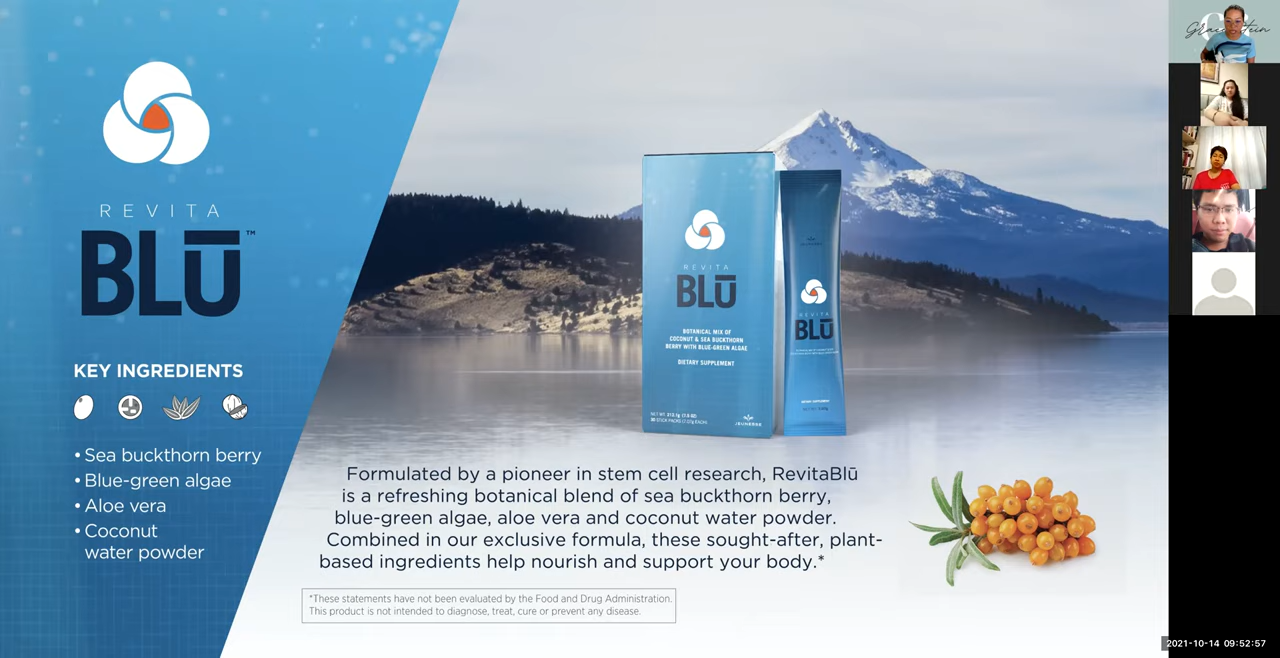 REVITA
BLŪ™
KEY INGREDIENTS
• Sea buckthorn berry
• Blue-green algae
• Aloe vera
• Coconut
water powder
REVITA
BLŪ
BOTANICAL MIX OF
COCONUT & SEA BUCKTHORN
BERRY WITH BLUE-GREEN ALGAE
DIETARY SUPPLEMENT
JEUNESSE
REVITA
BLŪ
Formulated by a pioneer in stem cell research, RevitaBlū
is a refreshing botanical blend of sea buckthorn berry,
blue-green algae, aloe vera and coconut water powder.
Combined in our exclusive formula, these sought-after, plant-
based ingredients help nourish and support your body.*
*These statements have not been evaluated by the Food and Drug Administration.
This product is not intended to diagnose, treat, cure or prevent any disease.
2021-10-14 09:52:57